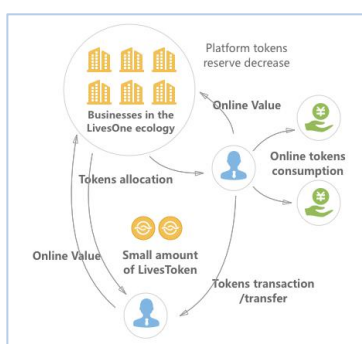 Platform tokens
reserve decrease
Businesses in the
LivesOne ecology
Online Value
Online tokens
consumption
Tokens allocation
Small amount
of LivesToken
Online Value
Tokens transaction
/transfer
¥
¥